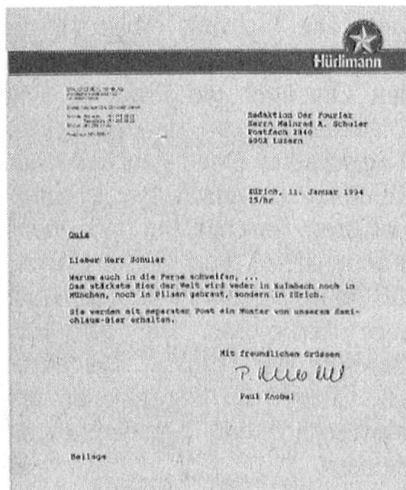 Hürlimann
Redaktion Der Fourier
Herrn Meinrad A. Schuler
Postfach 2840
6002 Luzern
Zürich, 11. Januar 1994
25/hr
Quiz
Lieber Herr Schuler
Warum auch in die Ferne schweifen, ...
Das stärkste Bier der Welt wird weder in Kulmbach noch in
München, noch in Pilsen gebraut, sondern in Zürich.
Sie werden mit separater Post ein Muster von unserem Sami-
chlaus-Bier erhalten.
Mit freundlichen Grüssen
P. Knobel
Paul Knobel
Beilage